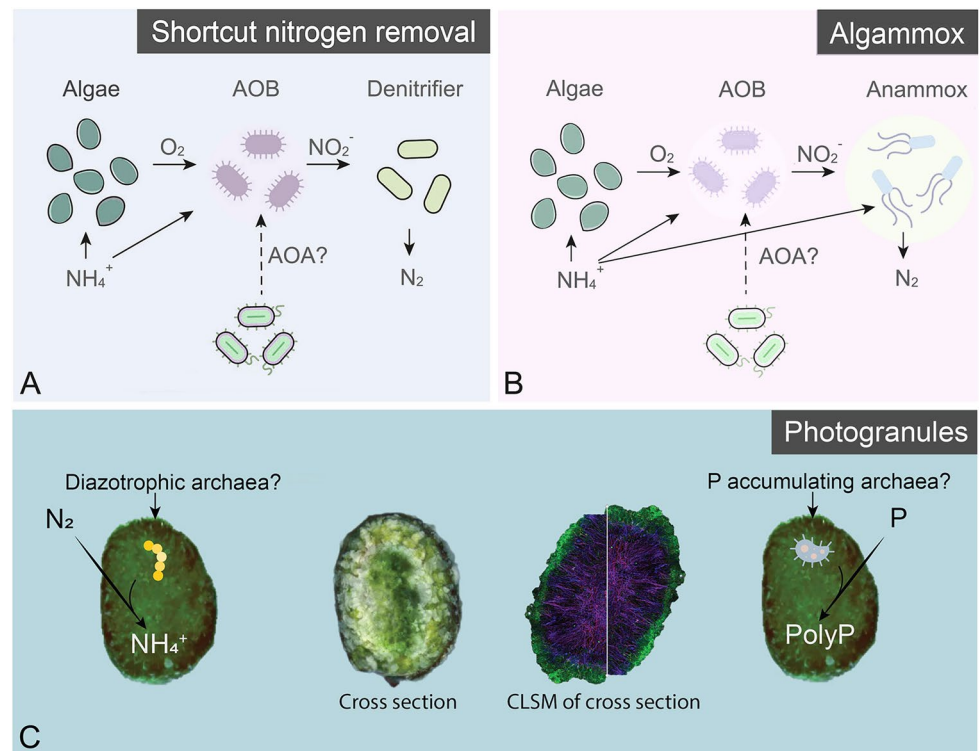 Shortcut nitrogen removal
Algae
AOB
Denitrifier
O₂
NO₂⁻
NH₄⁺
AOA?
N₂
A
Algammox
Algae
AOB
Anammox
O₂
NO₂⁻
NH₄⁺
AOA?
N₂
B
Photogranules
Diazotrophic archaea?
N₂
NH₄⁺
Cross section
CLSM of cross section
P accumulating archaea?
P
PolyP
C